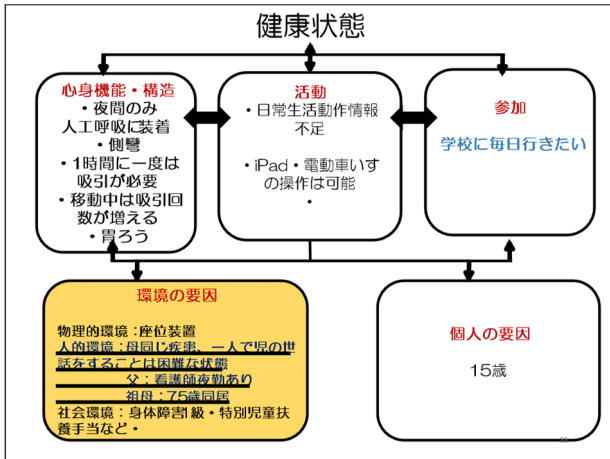 健康状態
心身機能・構造
・夜間のみ
人工呼吸に装着
・側彎
・1時間に一度は
吸引が必要
・移動中は吸引回
数が増える
・胃ろう
活動
・日常生活動作情報
不足
・iPad・電動車いす
の操作は可能
・
参加
学校に毎日行きたい
環境の要因
物理的環境：座位装置
人的環境：母同じ疾患、一人で児の世
話をすることは困難な状態
父：看護師夜勤あり
祖母：75歳同居
社会環境：身体障害1級・特別児童扶
養手当など・
個人の要因
15歳